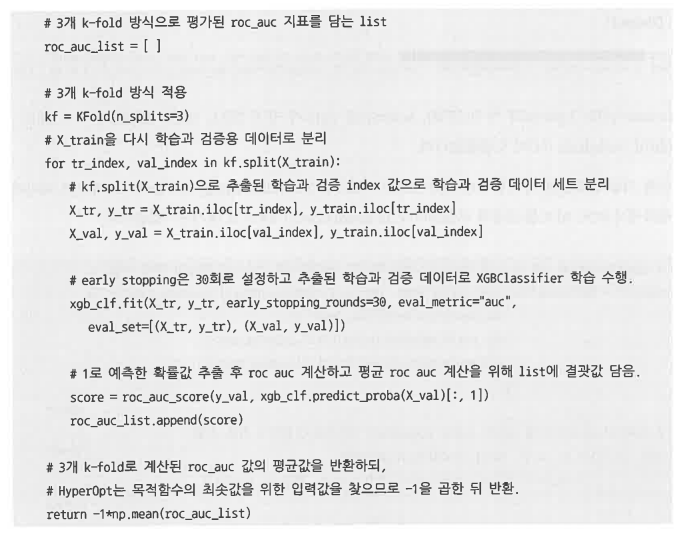 # 3개 k-fold 방식으로 평가된 roc_auc 지표를 담는 list
roc_auc_list = [ ]
# 3개 k-fold 방식 적용
kf = KFold(n_splits=3)
# X_train을 다시 학습과 검증용 데이터로 분리
for tr_index, val_index in kf.split(X_train):
# kf.split(X_train)으로 추출된 학습과 검증 index 값으로 학습과 검증 데이터 세트 분리
X_tr, y_tr = X_train.iloc[tr_index], y_train.iloc[tr_index]
X_val, y_val = X_train.iloc[val_index], y_train.iloc[val_index]
# early stopping은 30회로 설정하고 추출된 학습과 검증 데이터로 XGBClassifier 학습 수행.
xgb_clf.fit(X_tr, y_tr, early_stopping_rounds=30, eval_metric="auc",
eval_set=[(X_tr, y_tr), (X_val, y_val)])
# 1로 예측한 확률값 추출 후 roc auc 계산하고 평균 roc auc 계산을 위해 list에 결괏값 담음.
score = roc_auc_score(y_val, xgb_clf.predict_proba(X_val)[:, 1])
roc_auc_list.append(score)
# 3개 k-fold로 계산된 roc_auc 값의 평균값을 반환하되,
# HyperOpt는 목적함수의 최솟값을 위한 입력값을 찾으므로 -1을 곱한 뒤 반환.
return -1*np.mean(roc_auc_list)